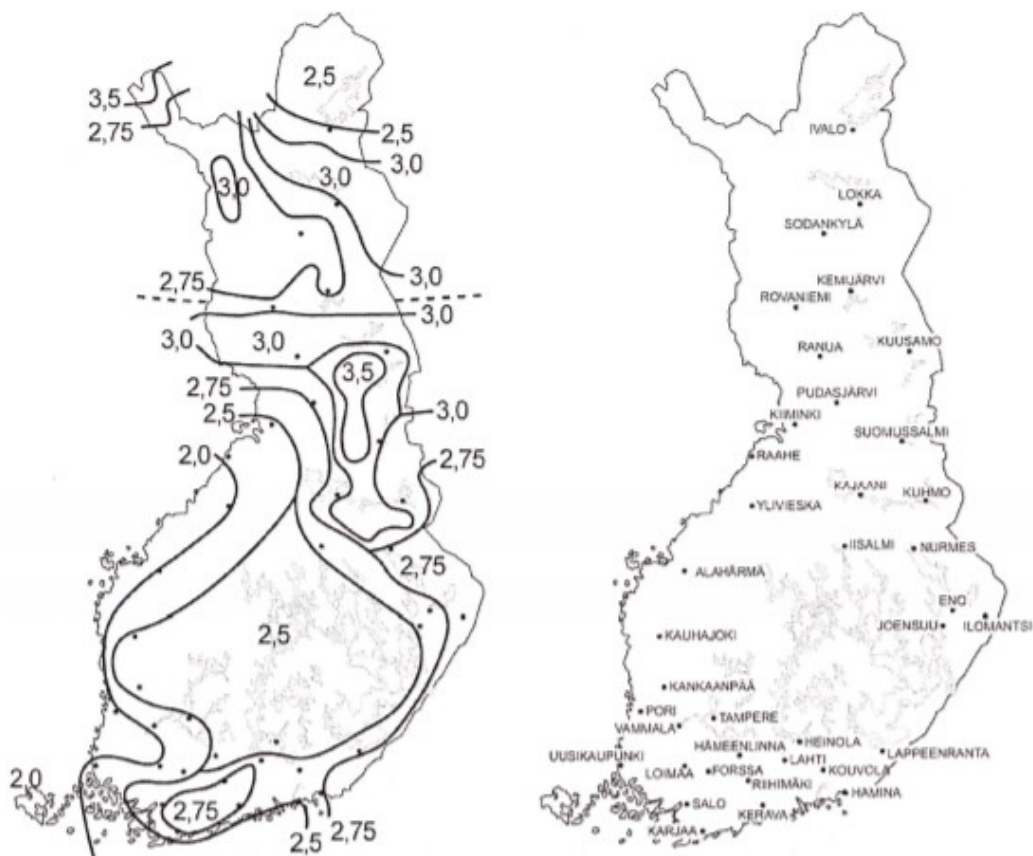 2,5
3,5
2,75
2,5
3,0
3,0
3,0
2,75
3,0
3,0
3,0
3,0
3,5
2,75
2,5
3,0
2,0
2,75
2,75
2,5
2,0
2,75
2,5
2,75
IVALO
LOKKA
SODANKYLÄ
KEMIJÄRVI
ROVANIEMI
RANUA
KUUSAMO
PUDASJÄRVI
KIIMINKI
SUOMUSSALMI
RAAHE
KAJAANI
KUHMO
YLIVIESKA
IISALMI
NURMES
ALAHÄRMÄ
ENO
JOENSUU
ILOMANTSI
KAUHAJOKI
KANKAANPÄÄ
PORI
TAMPERE
VAMMALA
HEINOLA
HÄMEENLINNA
LAPPEENRANTA
UUSIKAUPUNKI
LAHTI
LOIMAA
FORSSA
KOUVOLA
RIIHIMÄKI
HAMINA
SALO
KERAVA
KARJAA